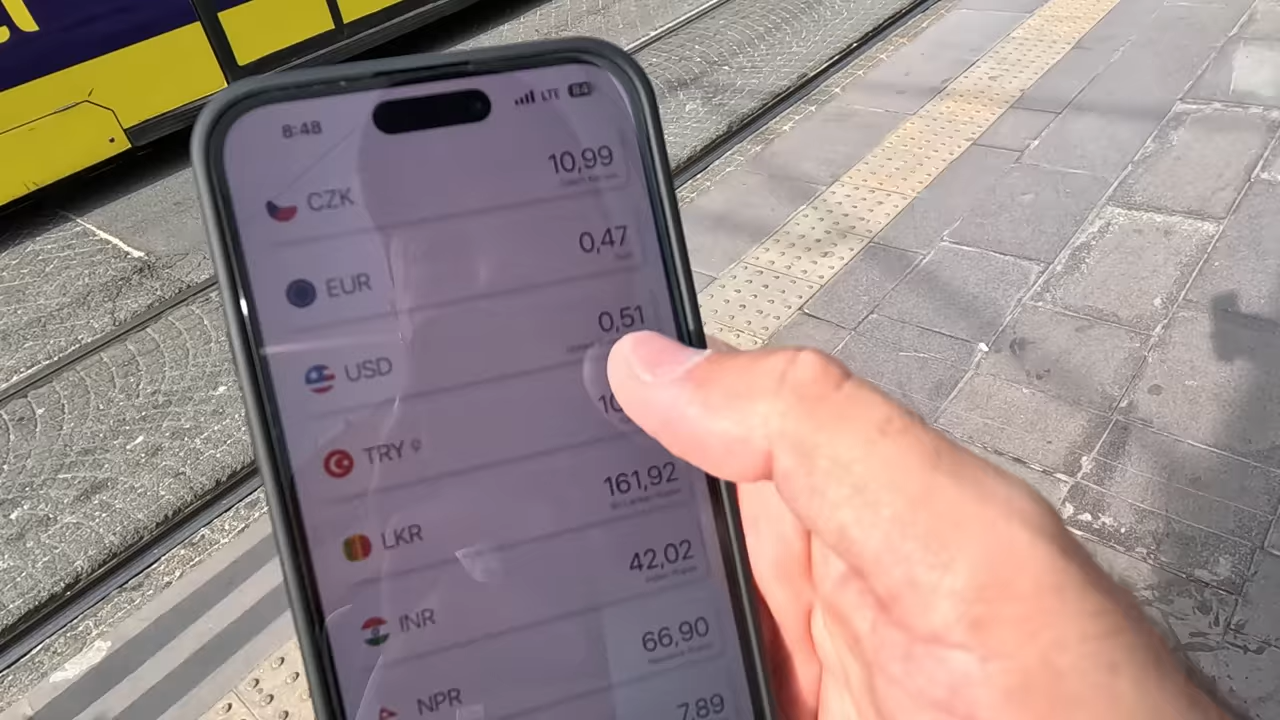 8:48 LTE 84
CZK 10,99
EUR 0,47
USD 0,51
TRY
LKR 161,92
INR 42,02
NPR 66,90
7,89